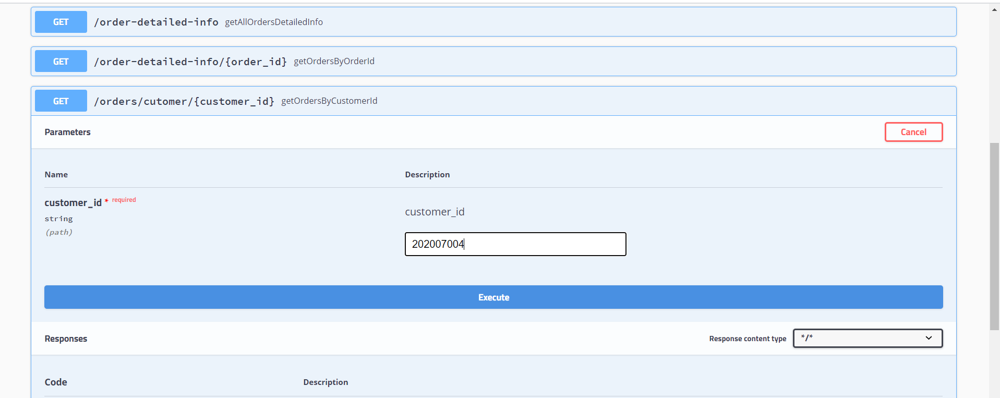 GET /order-detailed-info getAllOrdersDetailedInfo
GET /order-detailed-info/{order_id} getOrdersByOrderId
GET /orders/cutomer/{customer_id} getOrdersByCustomerId
Parameters Cancel
Name Description
customer_id * required customer_id
string
(path)
202007004
Execute
Responses Response content type */*
Code Description